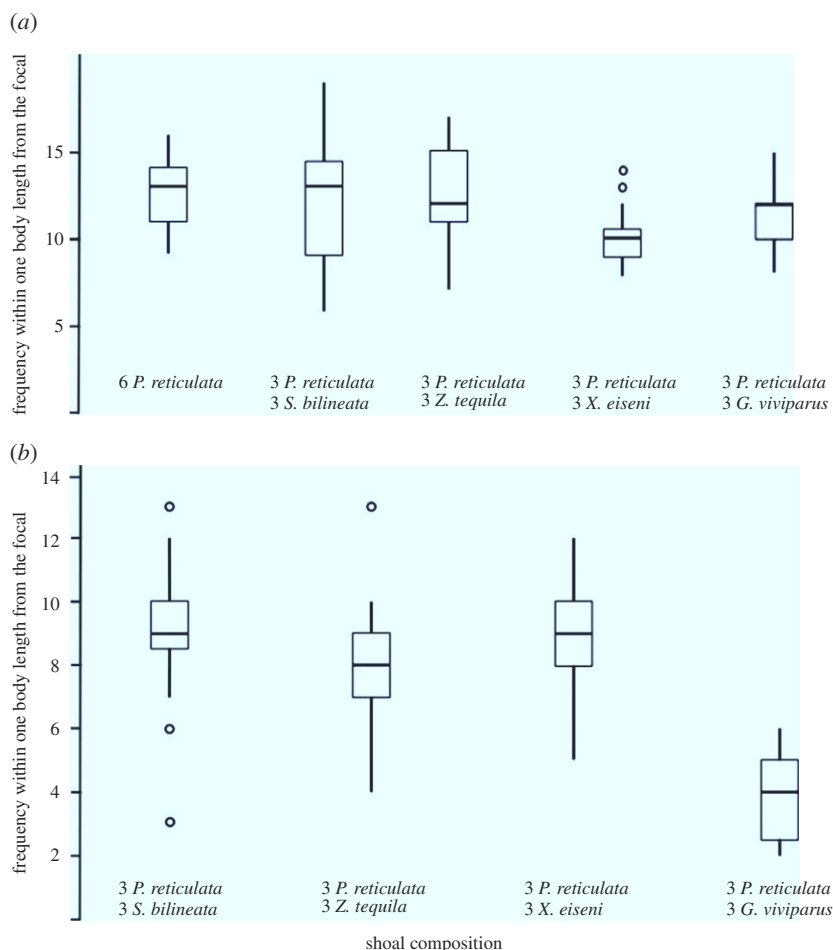 (a)
frequency within one body length from the focal
15
10
5
6 P. reticulata
3 P. reticulata
3 S. bilineata
3 P. reticulata
3 Z. tequila
3 P. reticulata
3 X. eiseni
3 P. reticulata
3 G. viviparus
(b)
frequency within one body length from the focal
14
12
10
8
6
4
2
3 P. reticulata
3 S. bilineata
3 P. reticulata
3 Z. tequila
3 P. reticulata
3 X. eiseni
3 P. reticulata
3 G. viviparus
shoal composition